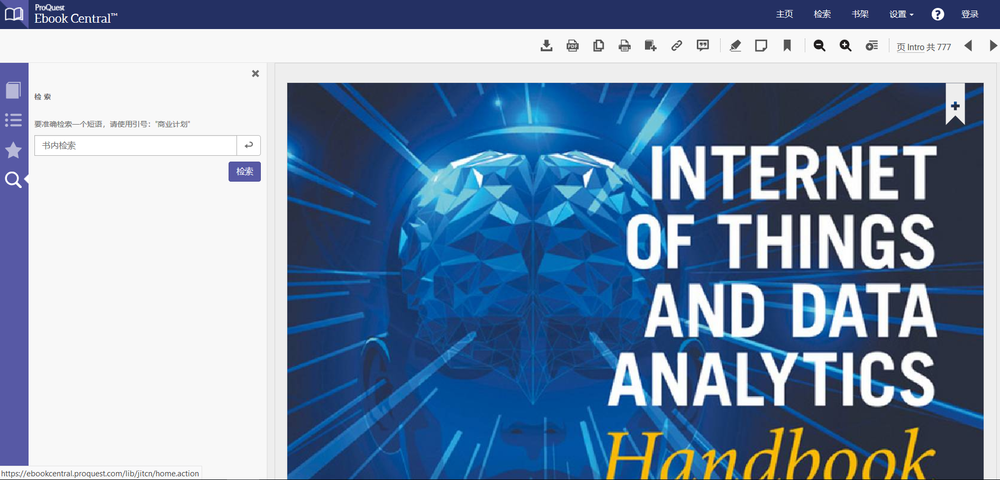 ProQuest
Ebook Central™
主页 检索 书架 设置 ? 登录
PDF
页 Intro 共 777
检 索
要准确检索一个短语，请使用引号："商业计划"
书内检索
检索
INTERNET
OF THINGS
AND DATA
ANALYTICS
Handbook
https://ebookcentral.proquest.com/lib/jitcn/home.action